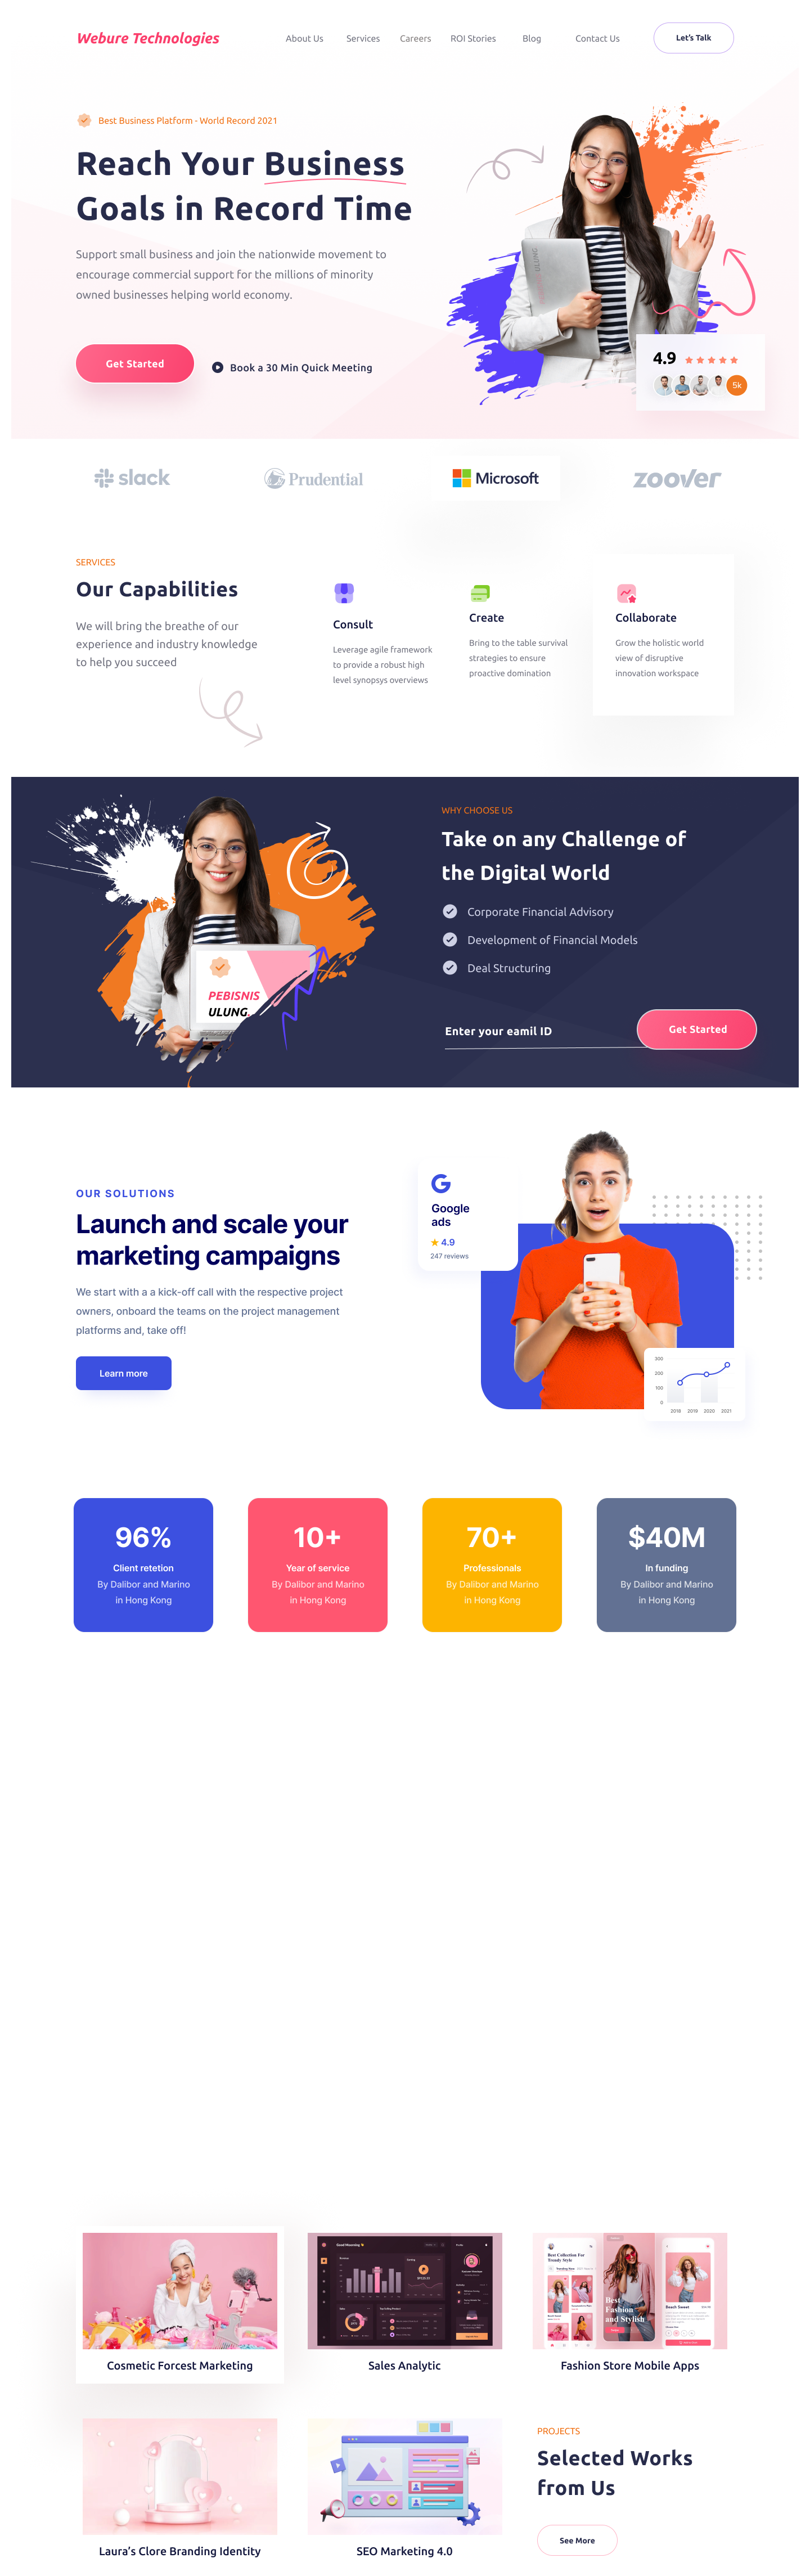 Webure Technologies
About Us
Services
Careers
ROI Stories
Blog
Contact Us
Let's Talk
Best Business Platform - World Record 2021
Reach Your Business
Goals in Record Time
Support small business and join the nationwide movement to
encourage commercial support for the millions of minority
owned businesses helping world economy.
Get Started
Book a 30 Min Quick Meeting
4.9
5k
slack
Prudential
Microsoft
zoover
SERVICES
Our Capabilities
We will bring the breathe of our
experience and industry knowledge
to help you succeed
Consult
Leverage agile framework
to provide a robust high
level synopsys overviews
Create
Bring to the table survival
strategies to ensure
proactive domination
Collaborate
Grow the holistic world
view of disruptive
innovation workspace
PEBISNIS
ULUNG.
WHY CHOOSE US
Take on any Challenge of
the Digital World
Corporate Financial Advisory
Development of Financial Models
Deal Structuring
Enter your eamil ID
Get Started
OUR SOLUTIONS
Launch and scale your
marketing campaigns
We start with a a kick-off call with the respective project
owners, onboard the teams on the project management
platforms and, take off!
Learn more
Google
ads
4.9
247 reviews
300
200
100
0
2018 2019 2020 2021
96%
Client retetion
By Dalibor and Marino
in Hong Kong
10+
Year of service
By Dalibor and Marino
in Hong Kong
70+
Professionals
By Dalibor and Marino
in Hong Kong
$40M
In funding
By Dalibor and Marino
in Hong Kong
Cosmetic Forcest Marketing
Good Mourning
Sales Analytic
Best Collection For
Trendy Style
Best
Fashion
and Stylish
Beach Sweet
Fashion Store Mobile Apps
Laura's Clore Branding Identity
SEO Marketing 4.0
PROJECTS
Selected Works
from Us
See More